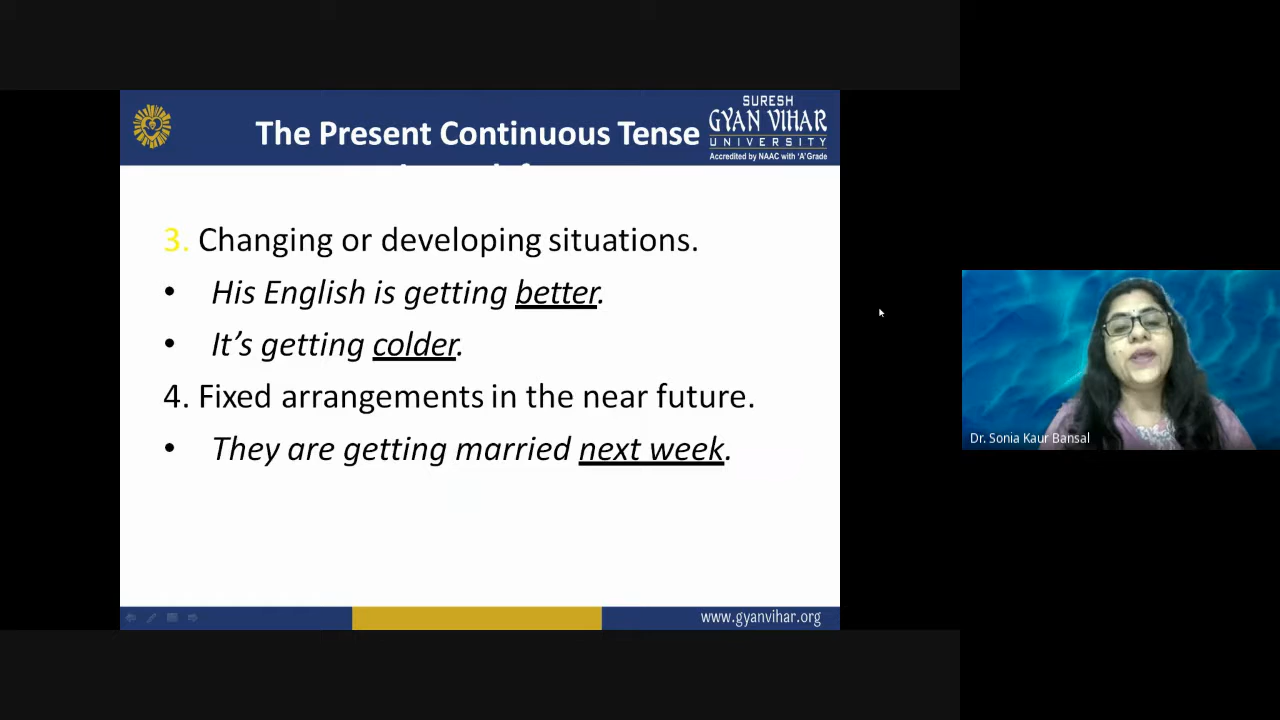 The Present Continuous Tense
SURESH
GYAN VIHAR
UNIVERSITY
Accredited by NAAC with 'A' Grade
3. Changing or developing situations.
• His English is getting better.
• It's getting colder.
4. Fixed arrangements in the near future.
• They are getting married next week.
www.gyanvihar.org
Dr. Sonia Kaur Bansal